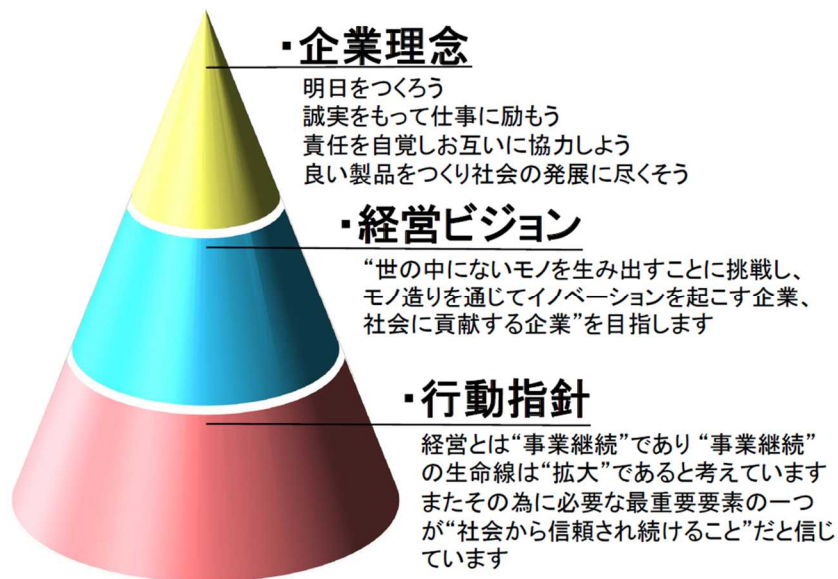 ・企業理念
明日をつくろう
誠実をもって仕事に励もう
責任を自覚しお互いに協力しよう
良い製品をつくり社会の発展に尽くそう
・経営ビジョン
“世の中にないモノを生み出すことに挑戦し、
モノ造りを通じてイノベーションを起こす企業、
社会に貢献する企業”を目指します
・行動指針
経営とは“事業継続”であり “事業継続”
の生命線は“拡大”であると考えています
またその為に必要な最重要要素の一つ
が“社会から信頼され続けること”だと信じ
ています